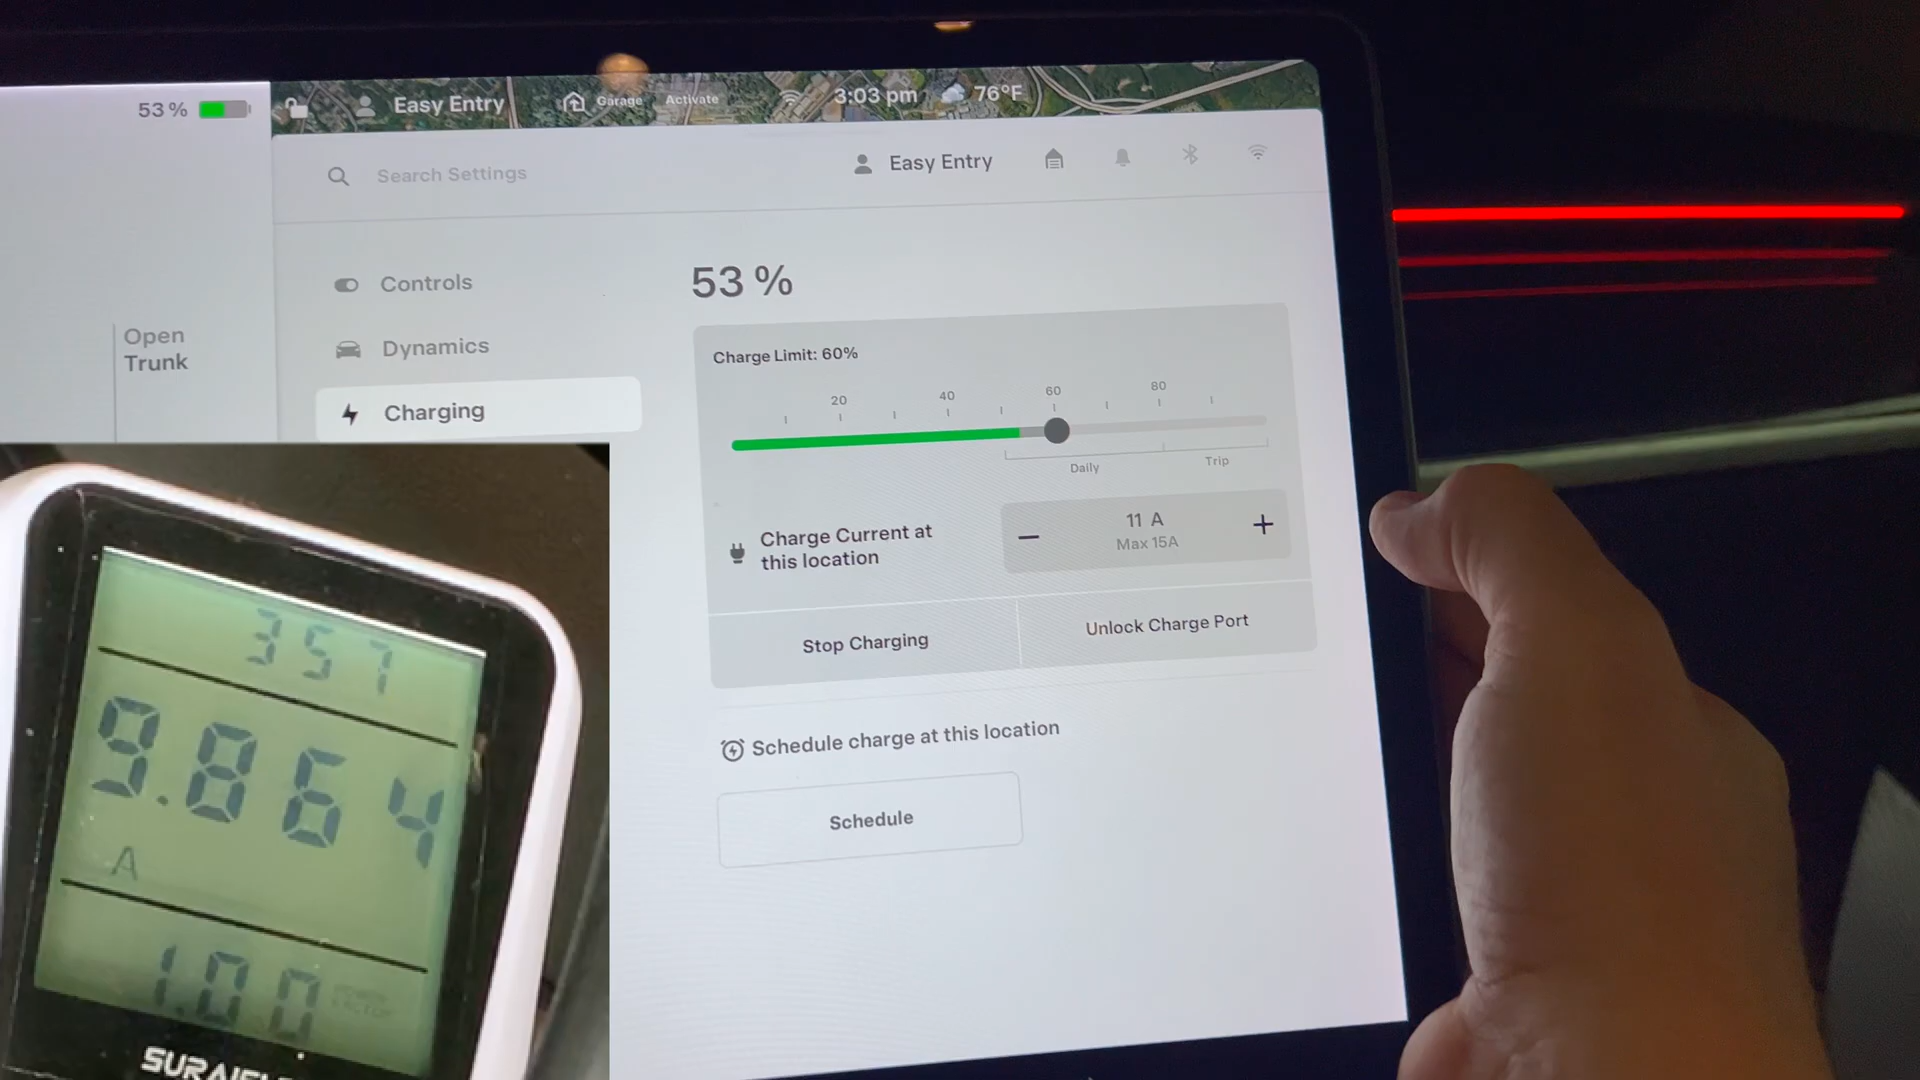 53 %
Easy Entry
Garage
Activate
3:03 pm
76°F
Search Settings
Easy Entry
Open
Trunk
Controls
Dynamics
Charging
53 %
Charge Limit: 60%
20
40
60
80
Daily
Trip
Charge Current at
this location
11 A
Max 15A
Stop Charging
Unlock Charge Port
Schedule charge at this location
Schedule
357
9.864
A
1.00